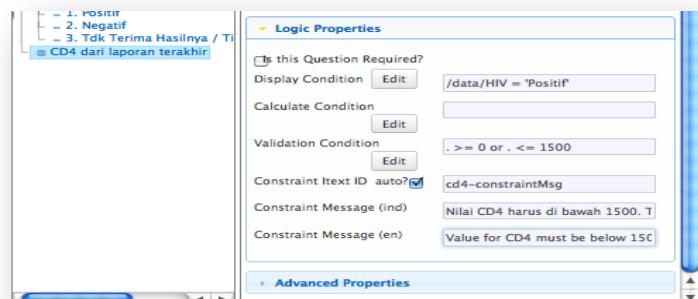 1. Positif
2. Negatif
3. Tdk Terima Hasilnya / Ti
CD4 dari laporan terakhir
Logic Properties
Is this Question Required?
Display Condition Edit /data/HIV = 'Positif'
Calculate Condition
Edit
Validation Condition . >= 0 or . <= 1500
Edit
Constraint Itext ID auto? cd4-constraintMsg
Constraint Message (ind) Nilai CD4 harus di bawah 1500. T
Constraint Message (en) Value for CD4 must be below 150
Advanced Properties